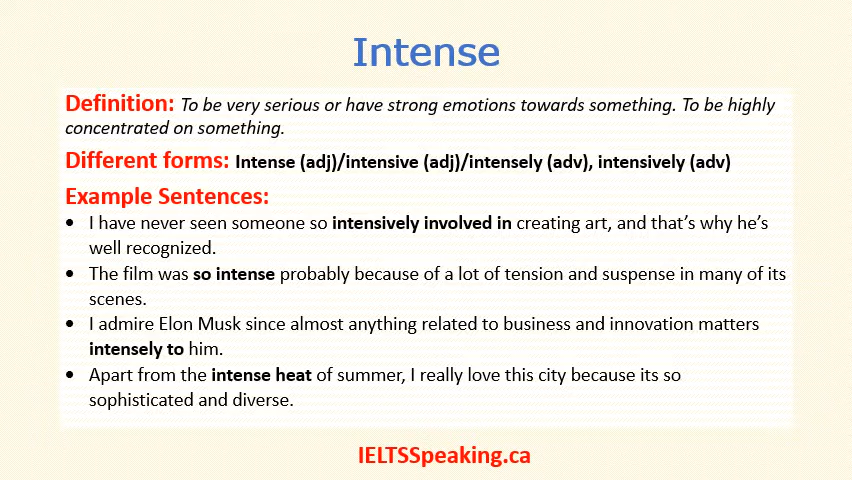 Intense
Definition: To be very serious or have strong emotions towards something. To be highly
concentrated on something.
Different forms: Intense (adj)/intensive (adj)/intensely (adv), intensively (adv)
Example Sentences:
• I have never seen someone so intensively involved in creating art, and that's why he's
well recognized.
• The film was so intense probably because of a lot of tension and suspense in many of its
scenes.
• I admire Elon Musk since almost anything related to business and innovation matters
intensely to him.
• Apart from the intense heat of summer, I really love this city because its so
sophisticated and diverse.
IELTSSpeaking.ca